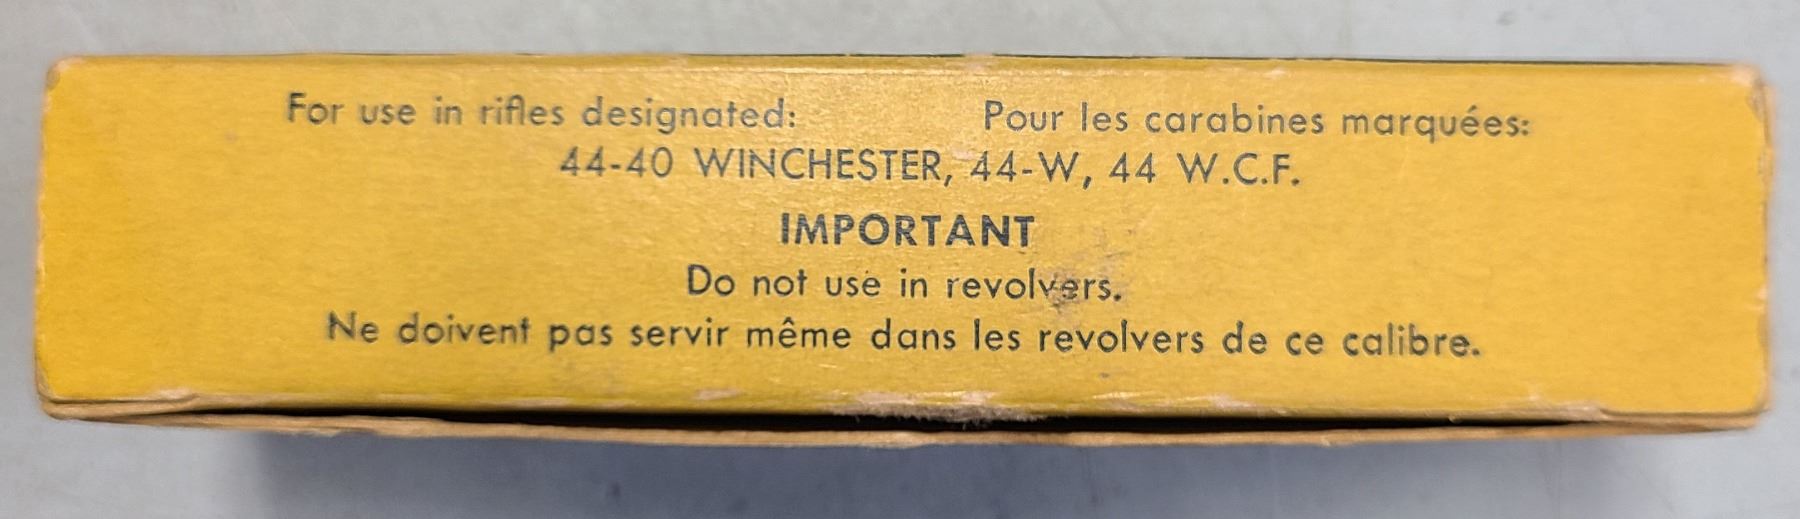 For use in rifles designated: Pour les carabines marquées:
44-40 WINCHESTER, 44-W, 44 W.C.F.
IMPORTANT
Do not use in revolvers.
Ne doivent pas servir même dans les revolvers de ce calibre.